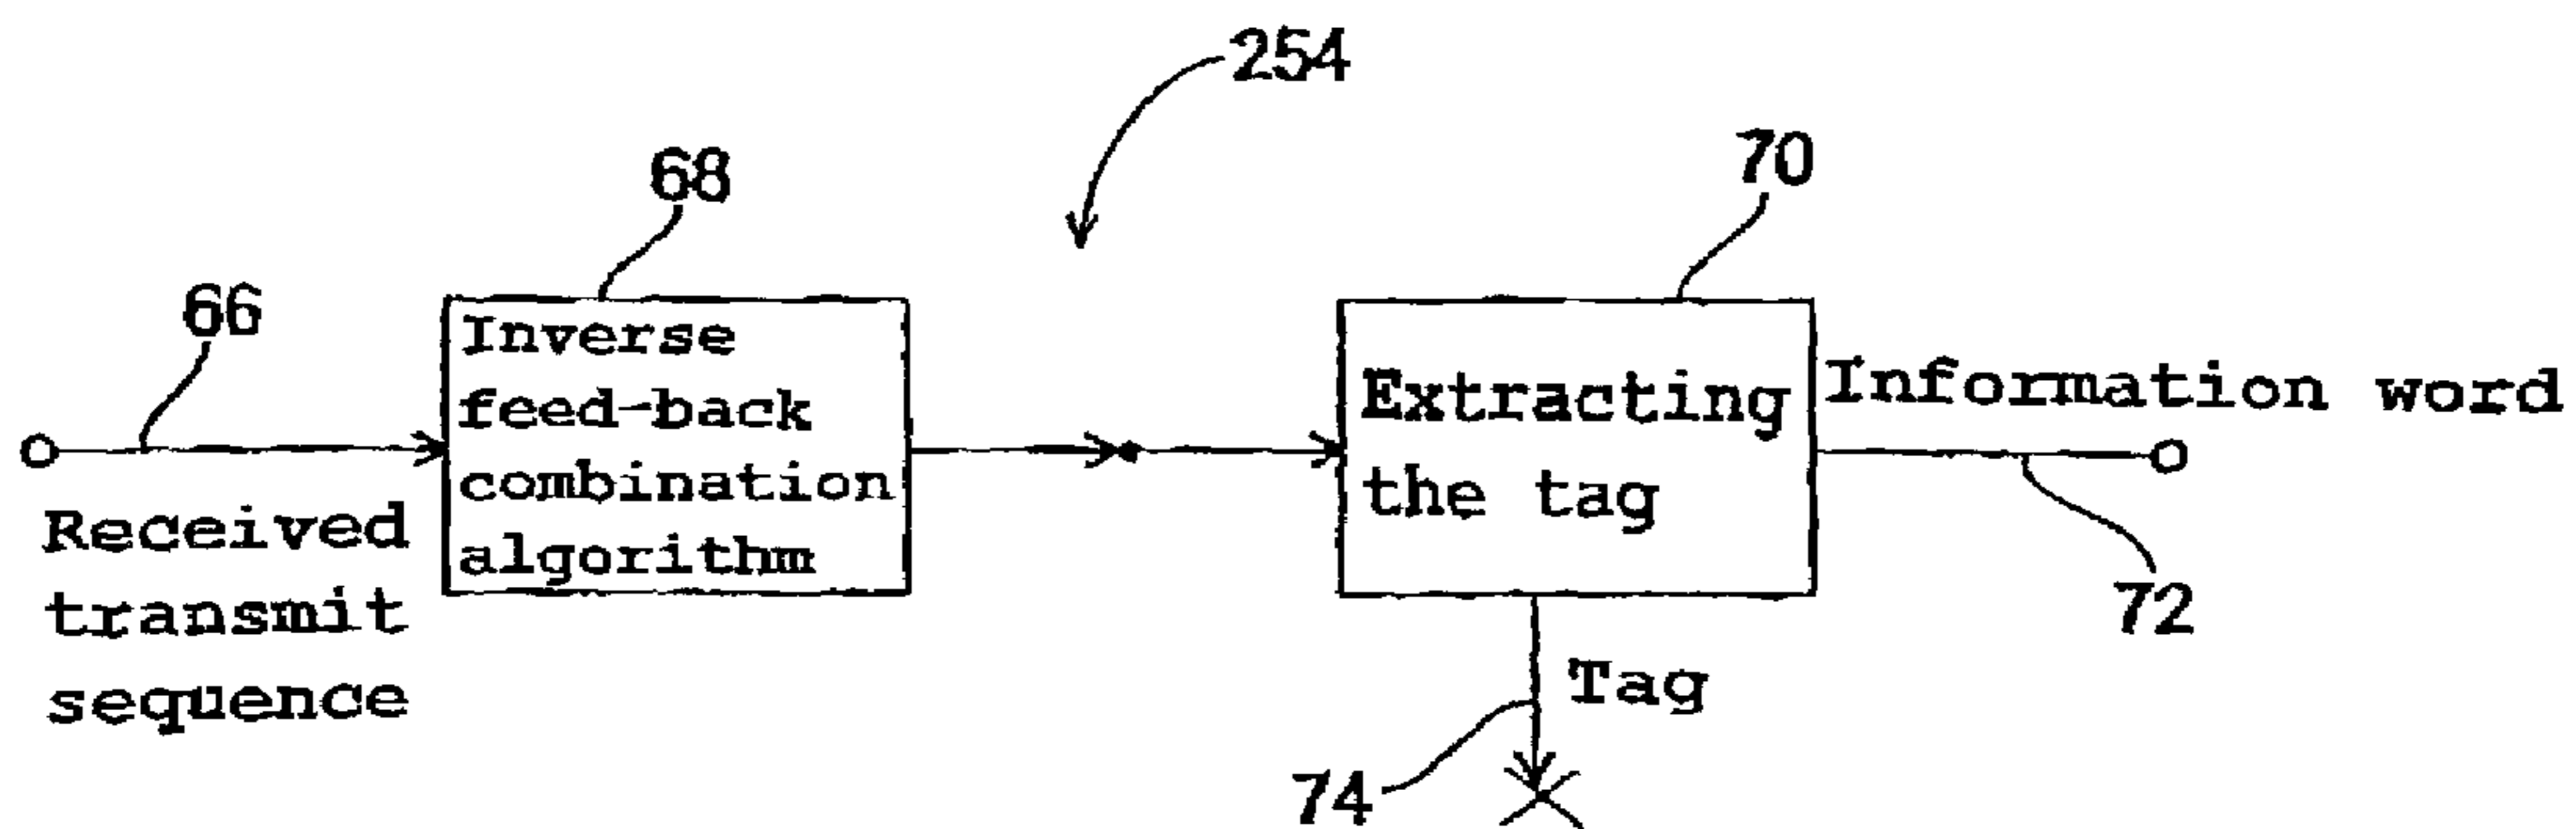 254
68
70
66
Inverse
feed-back
combination
algorithm
Extracting
the tag
Information word
Received
transmit
sequence
72
Tag
74